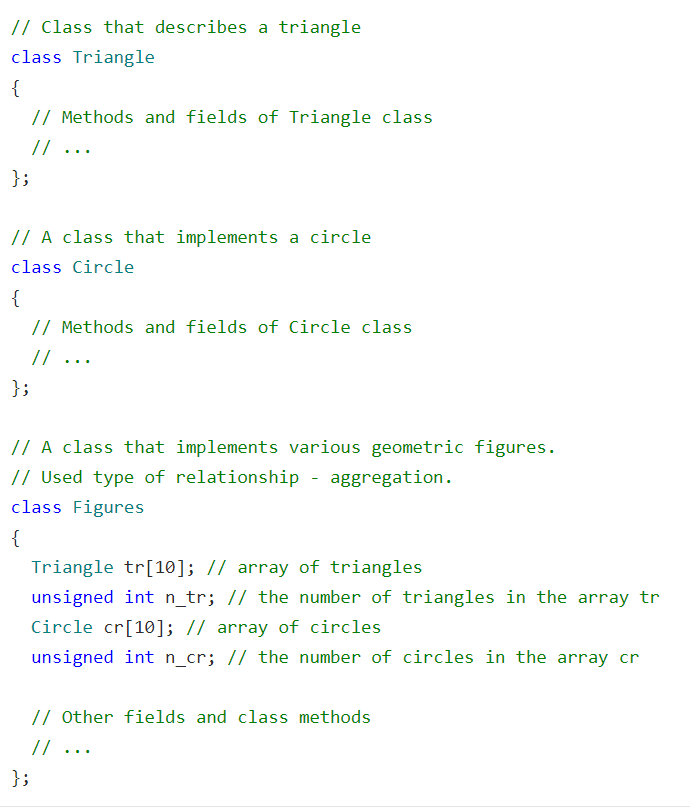 // Class that describes a triangle
class Triangle
{
  // Methods and fields of Triangle class
  // ...
};

// A class that implements a circle
class Circle
{
  // Methods and fields of Circle class
  // ...
};

// A class that implements various geometric figures.
// Used type of relationship - aggregation.
class Figures
{
  Triangle tr[10]; // array of triangles
  unsigned int n_tr; // the number of triangles in the array tr
  Circle cr[10]; // array of circles
  unsigned int n_cr; // the number of circles in the array cr

  // Other fields and class methods
  // ...
};